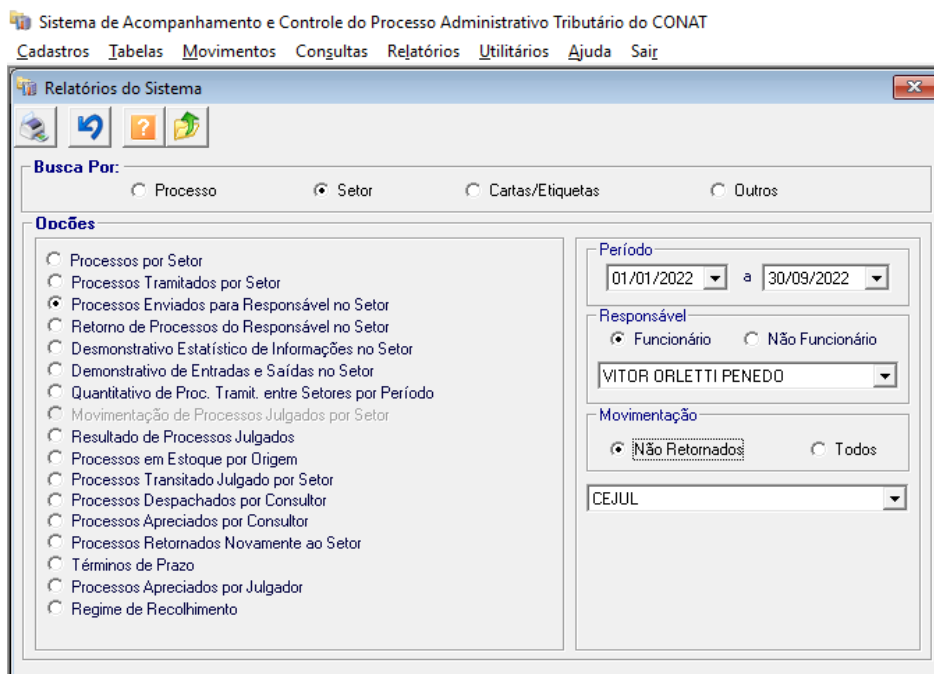 Sistema de Acompanhamento e Controle do Processo Administrativo Tributário do CONAT
Cadastros Tabelas Movimentos Consultas Relatórios Utilitários Ajuda Sair
Relatórios do Sistema
Busca Por:
Processo Setor Cartas/Etiquetas Outros
Opções
Processos por Setor
Processos Tramitados por Setor
Processos Enviados para Responsável no Setor
Retorno de Processos do Responsável no Setor
Desmonstrativo Estatístico de Informações no Setor
Demonstrativo de Entradas e Saídas no Setor
Quantitativo de Proc. Tramit. entre Setores por Período
Movimentação de Processos Julgados por Setor
Resultado de Processos Julgados
Processos em Estoque por Origem
Processos Transitado Julgado por Setor
Processos Despachados por Consultor
Processos Apreciados por Consultor
Processos Retornados Novamente ao Setor
Términos de Prazo
Processos Apreciados por Julgador
Regime de Recolhimento
Período
01/01/2022 a 30/09/2022
Responsável
Funcionário Não Funcionário
VITOR ORLETTI PENEDO
Movimentação
Não Retornados Todos
CEJUL